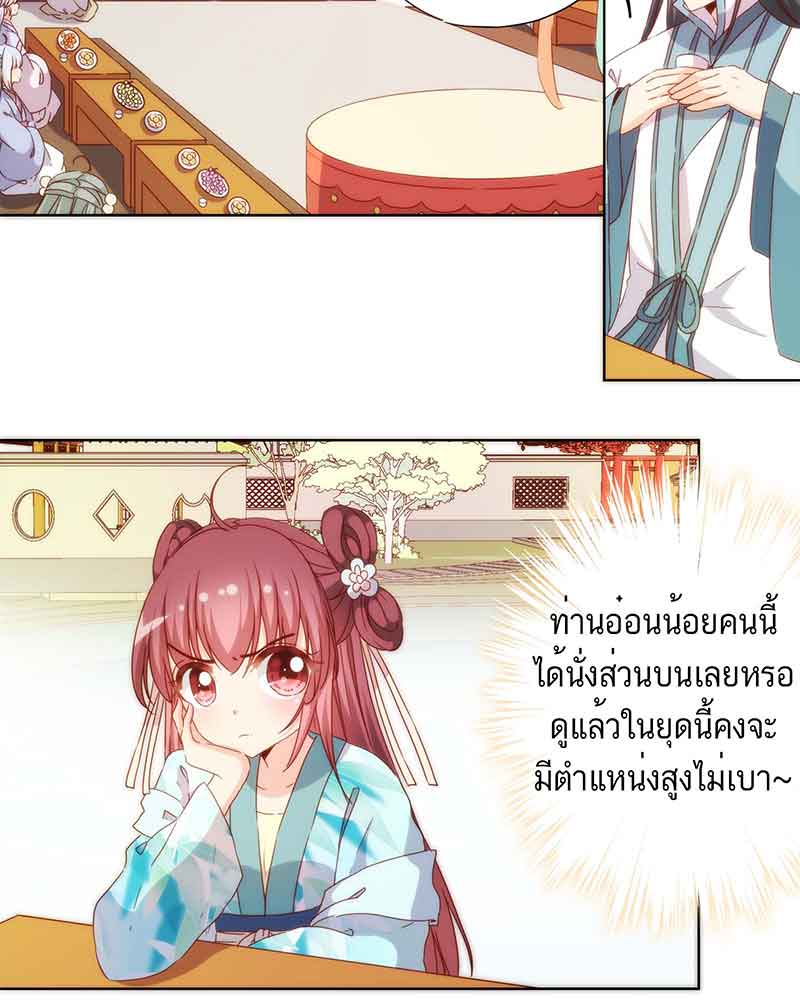 ท่านอ๋อนน้อยคนนี้
ได้นั่งส่วนบนเลยหรอ
ดูแล้วในยุดนี้คงจะ
มีตำแหน่งสูงไม่เบา~